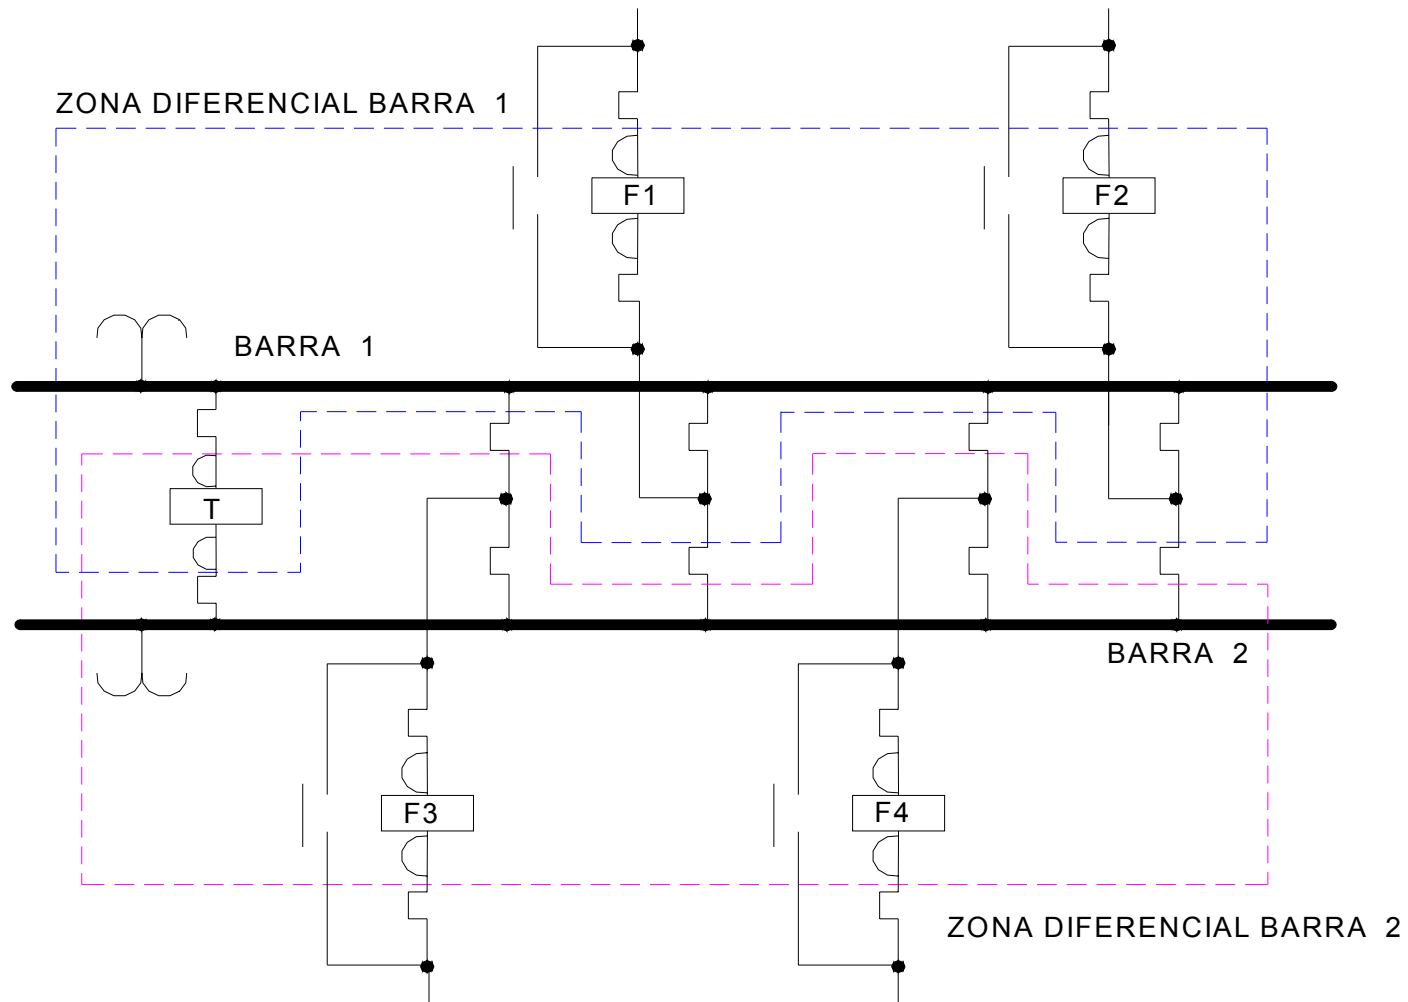 ZONA DIFERENCIAL BARRA 1
F1
F2
BARRA 1
T
BARRA 2
F3
F4
ZONA DIFERENCIAL BARRA 2